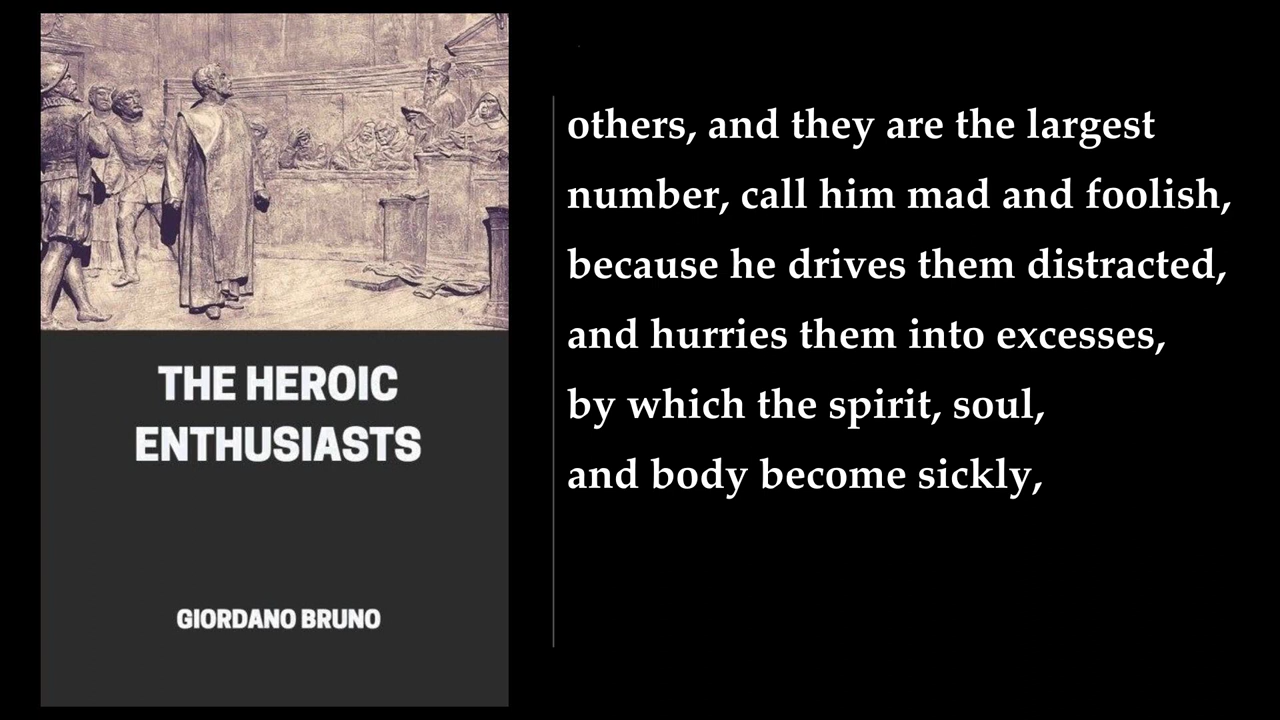 THE HEROIC
ENTHUSIASTS
GIORDANO BRUNO
others, and they are the largest
number, call him mad and foolish,
because he drives them distracted,
and hurries them into excesses,
by which the spirit, soul,
and body become sickly,